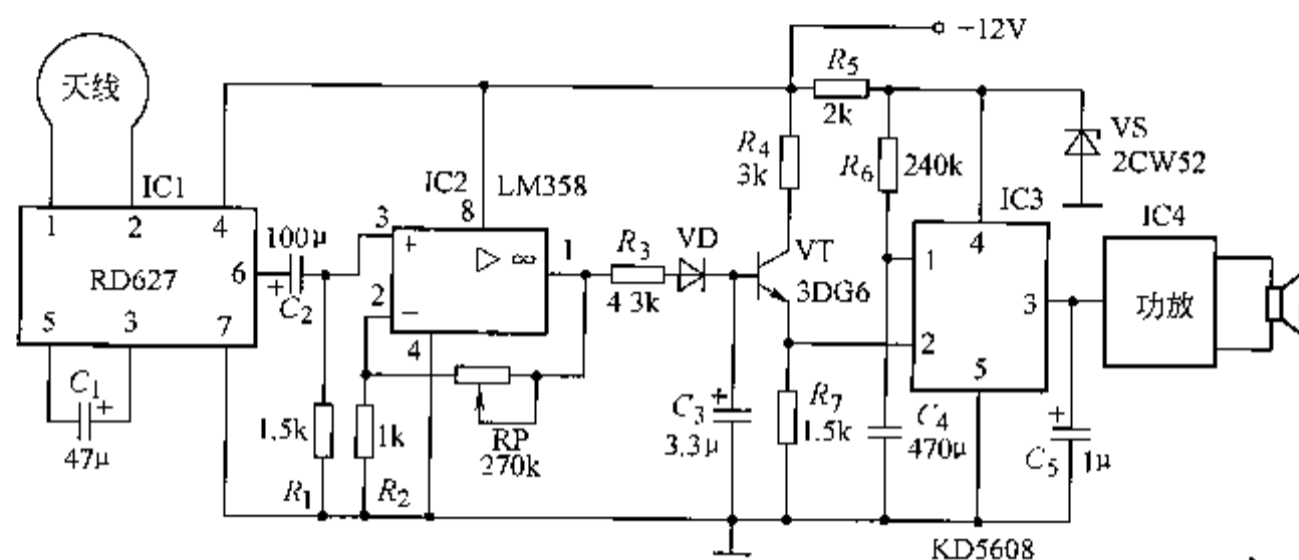 −12V
天线
R5
2k
VS
2CW52
R4
3k
R6
240k
IC1
IC2
LM358
IC3
IC4
1
2
4
8
3
+
▷ ∞
1
R3
4.3k
VD
VT
3DG6
4
1
100μ
+
C2
RD627
6
2
−
4
3
功放
5
3
7
2
5
C1
+
47μ
RP
270k
C3
+
3.3μ
R7
1.5k
C4
470μ
+
C5
1μ
1.5k
R1
1k
R2
KD5608